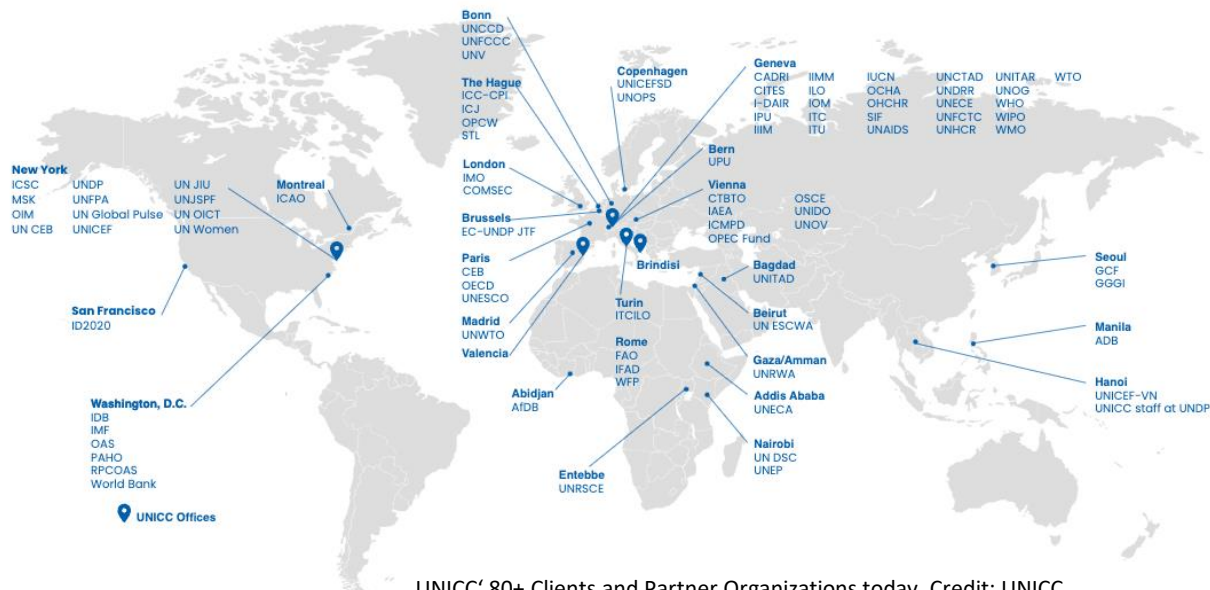 Bonn
UNCCD
UNFCCC
UNV
The Hague
ICC-CPI
ICJ
OPCW
STL
Copenhagen
UNICEFSD
UNOPS
Geneva
CADRI IIMM IUCN UNCTAD UNITAR WTO
CITES ILO OCHA UNDRR UNOG
I-DAIR IOM OHCHR UNECE WHO
IPU ITC SIF UNFCTC WIPO
IIIM ITU UNAIDS UNHCR WMO
Bern
UPU
New York
ICSC UNDP UN JIU
MSK UNFPA UNJSPF
OIM UN Global Pulse UN OICT
UN CEB UNICEF UN Women
Montreal
ICAO
London
IMO
COMSEC
Vienna
CTBTO OSCE
IAEA UNIDO
ICMPD UNOV
OPEC Fund
Brussels
EC-UNDP JTF
Paris
CEB
OECD
UNESCO
Brindisi
Bagdad
UNITAD
Seoul
GCF
GGGI
San Francisco
ID2020
Madrid
UNWTO
Valencia
Turin
ITCILO
Beirut
UN ESCWA
Manila
ADB
Rome
FAO
IFAD
WFP
Gaza/Amman
UNRWA
Abidjan
AfDB
Addis Ababa
UNECA
Hanoi
UNICEF-VN
UNICC staff at UNDP
Washington, D.C.
IDB
IMF
OAS
PAHO
RPCOAS
World Bank
Nairobi
UN DSC
UNEP
Entebbe
UNRSCE
UNICC Offices
UNICC‘ 80+ Clients and Partner Organizations today. Credit: UNICC